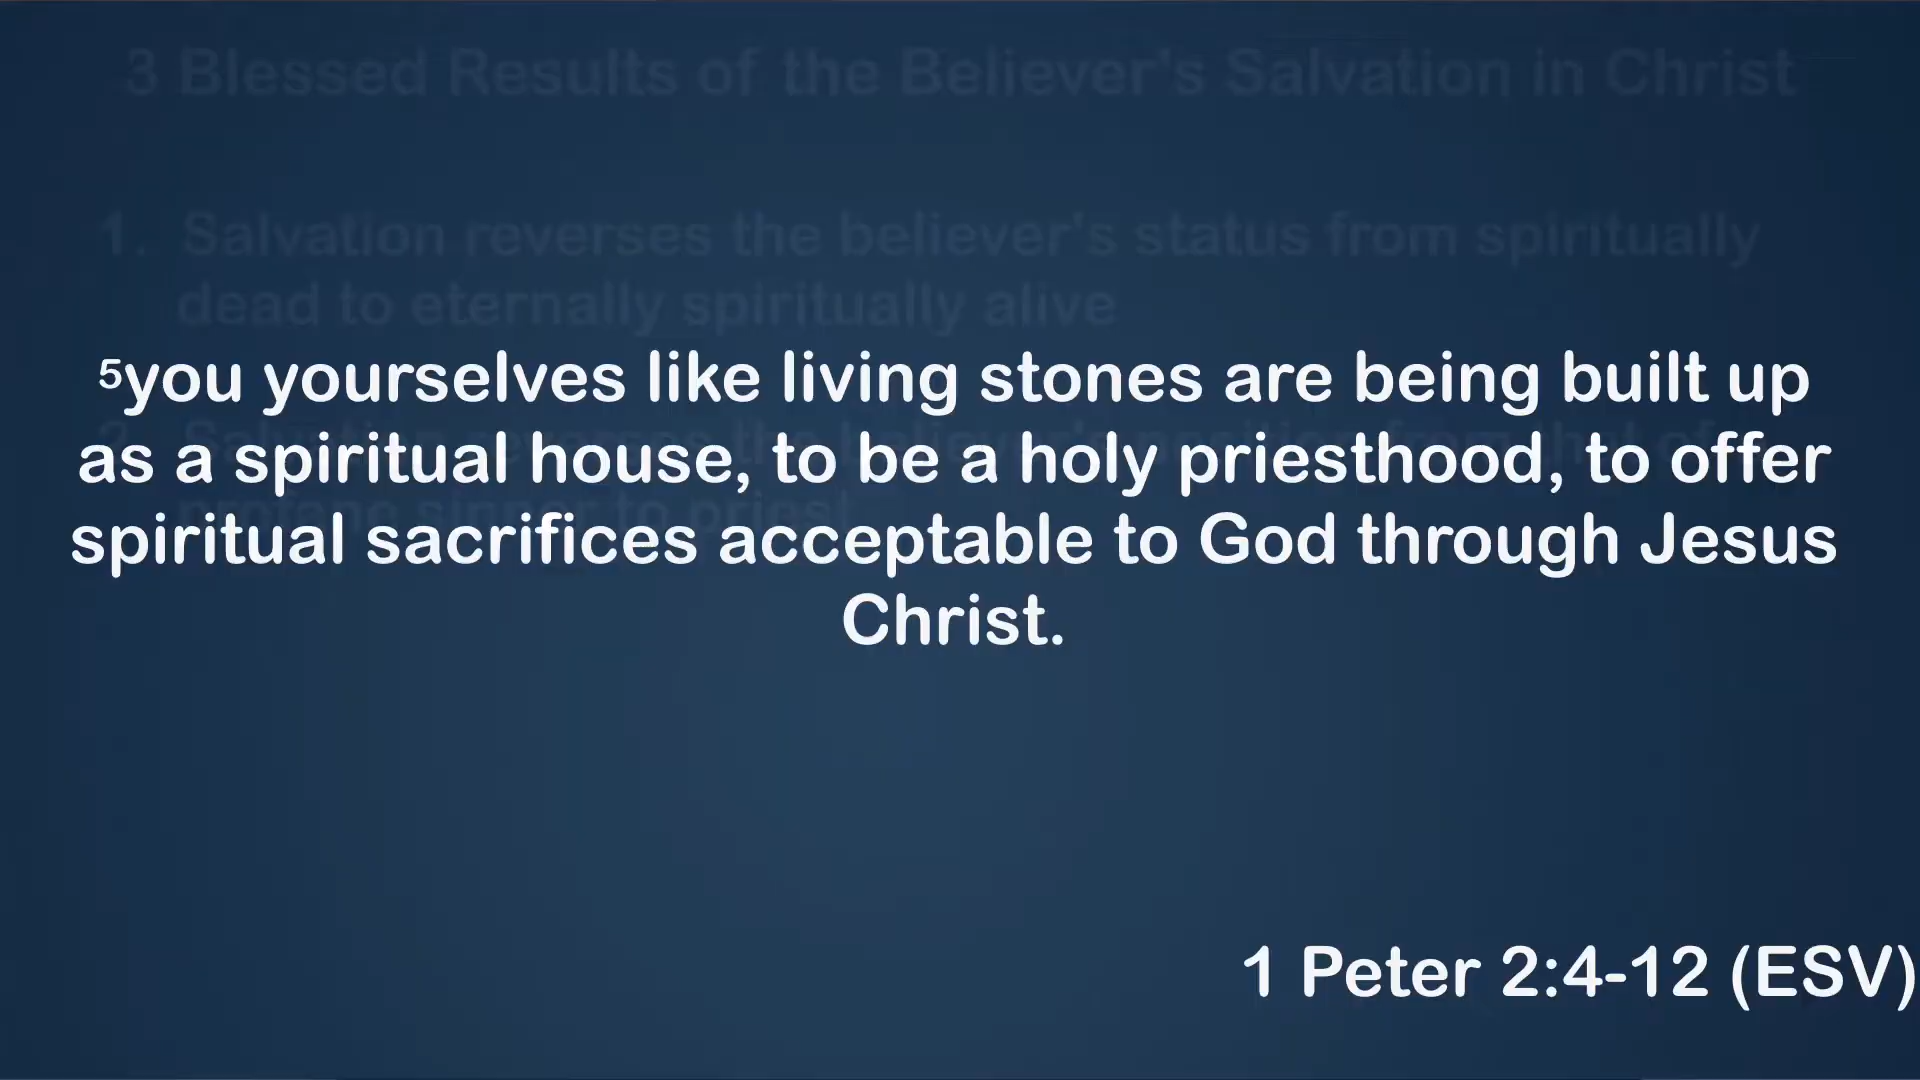 3 Blessed Results of the Believer's Salvation in Christ
1. Salvation reverses the believer's status from spiritually
dead to eternally spiritually alive
5you yourselves like living stones are being built up
as a spiritual house, to be a holy priesthood, to offer
spiritual sacrifices acceptable to God through Jesus
Christ.
1 Peter 2:4-12 (ESV)